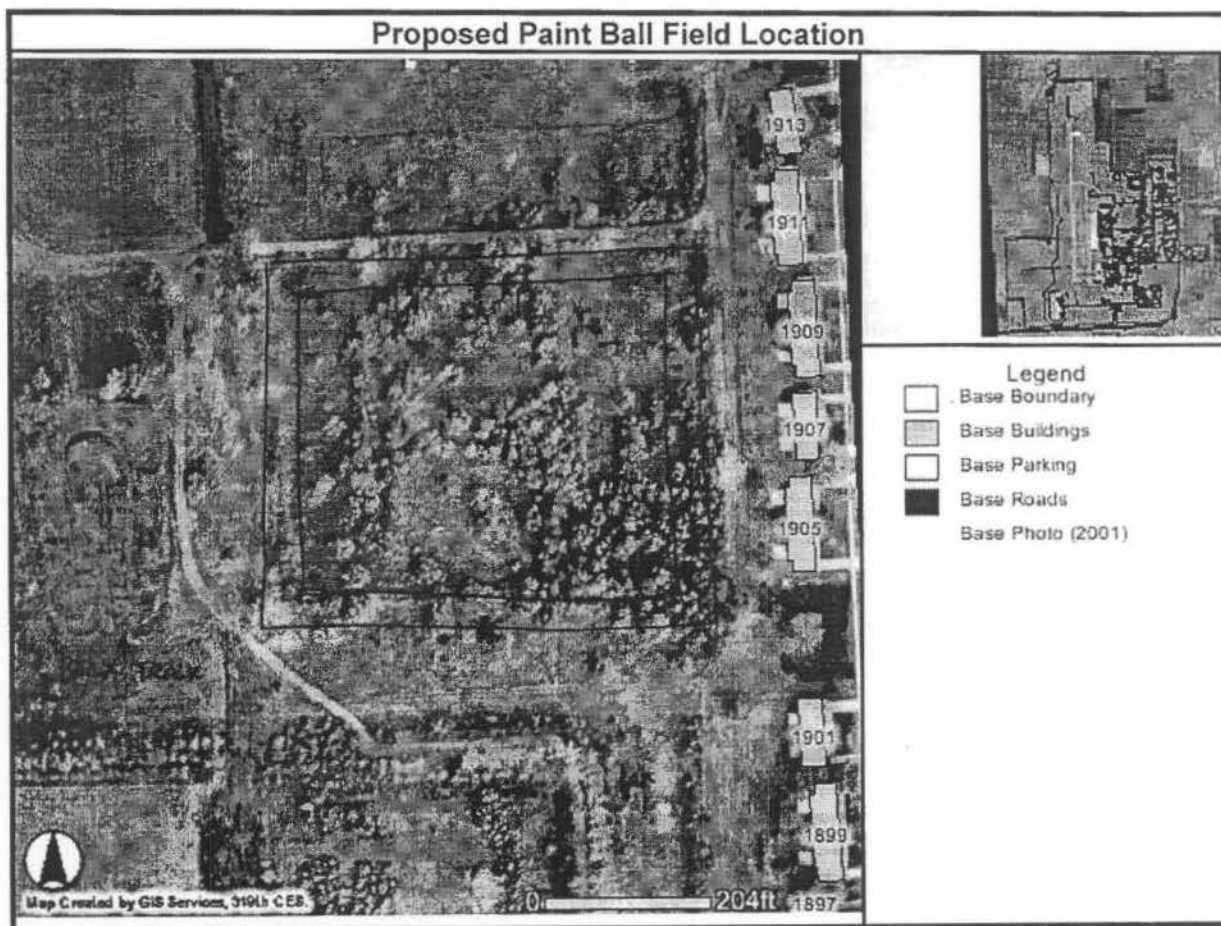 Proposed Paint Ball Field Location
1913
1911
1909
1907
1905
1901
1899
1897
0 204ft
Map Created by GIS Services, 319th CES.
Legend
. Base Boundary
Base Buildings
Base Parking
Base Roads
Base Photo (2001)